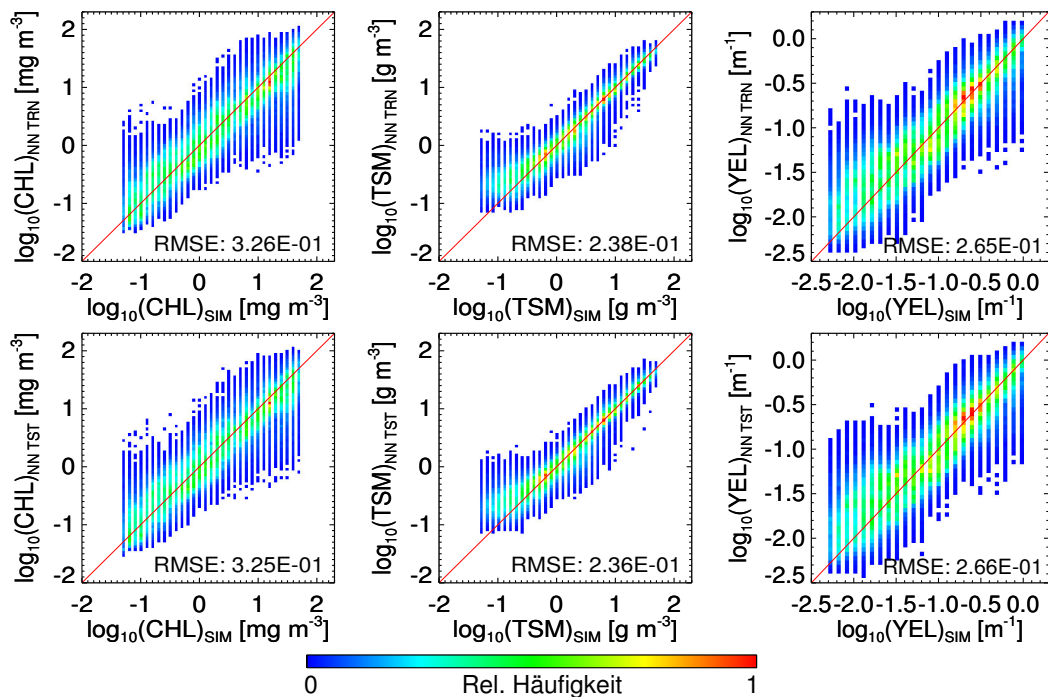 log₁₀(CHL)NN TRN [mg m⁻³]
2
1
0
-1
-2
RMSE: 3.26E-01
-2 -1 0 1 2
log₁₀(CHL)SIM [mg m⁻³]
log₁₀(TSM)NN TRN [g m⁻³]
2
1
0
-1
-2
RMSE: 2.38E-01
-2 -1 0 1 2
log₁₀(TSM)SIM [g m⁻³]
log₁₀(YEL)NN TRN [m⁻¹]
0.0
-0.5
-1.0
-1.5
-2.0
-2.5
RMSE: 2.65E-01
-2.5 -2.0 -1.5 -1.0 -0.5 0.0
log₁₀(YEL)SIM [m⁻¹]
log₁₀(CHL)NN TST [mg m⁻³]
2
1
0
-1
-2
RMSE: 3.25E-01
-2 -1 0 1 2
log₁₀(CHL)SIM [mg m⁻³]
log₁₀(TSM)NN TST [g m⁻³]
2
1
0
-1
-2
RMSE: 2.36E-01
-2 -1 0 1 2
log₁₀(TSM)SIM [g m⁻³]
log₁₀(YEL)NN TST [m⁻¹]
0.0
-0.5
-1.0
-1.5
-2.0
-2.5
RMSE: 2.66E-01
-2.5 -2.0 -1.5 -1.0 -0.5 0.0
log₁₀(YEL)SIM [m⁻¹]
0 Rel. Häufigkeit 1